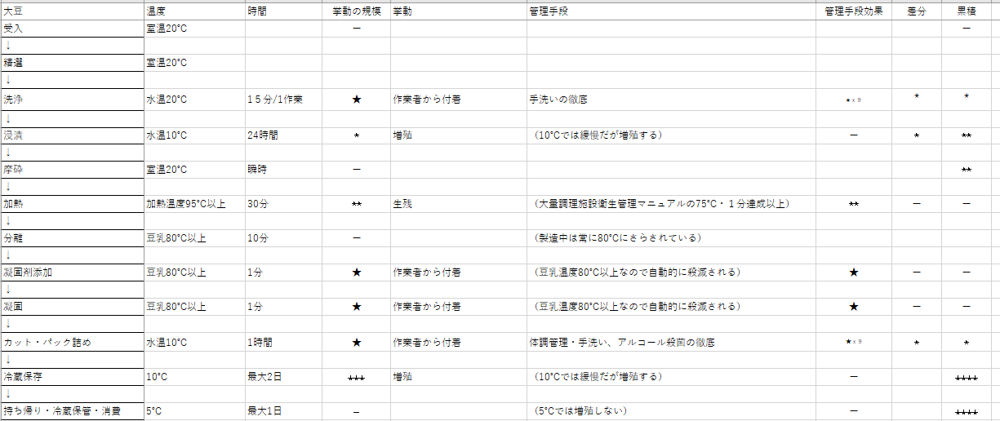 大豆 温度 時間 挙動の規模 挙動 管理手段 管理手段効果 差分 累積
受入 室温20℃ － －
↓
精選 室温20℃
↓
洗浄 水温20℃ 1５分/1作業 ★ 作業者から付着 手洗いの徹底 ★ｘ９ * *
↓
浸漬 水温10℃ 24時間 * 増殖 （10℃では緩慢だが増殖する） － * **
↓
摩砕 室温20℃ 瞬時 － **
↓
加熱 加熱温度95℃以上 30分 ** 生残 （大量調理施設衛生管理マニュアルの75℃・１分達成以上） ** － －
↓
分離 豆乳80℃以上 10分 － （製造中は常に80℃にさらされている）
↓
凝固剤添加 豆乳80℃以上 1分 ★ 作業者から付着 （豆乳温度80℃以上なので自動的に殺滅される） ★ － －
↓
凝固 豆乳80℃以上 1分 ★ 作業者から付着 （豆乳温度80℃以上なので自動的に殺滅される） ★ － －
↓
カット・パック詰め 水温10℃ 1時間 ★ 作業者から付着 体調管理・手洗い、アルコール殺菌の徹底 ★ｘ９ * *
↓
冷蔵保存 10℃ 最大2日 *** 増殖 （10℃では緩慢だが増殖する） － ****
↓
持ち帰り・冷蔵保管・消費 5℃ 最大1日 － （5℃では増殖しない） － ****